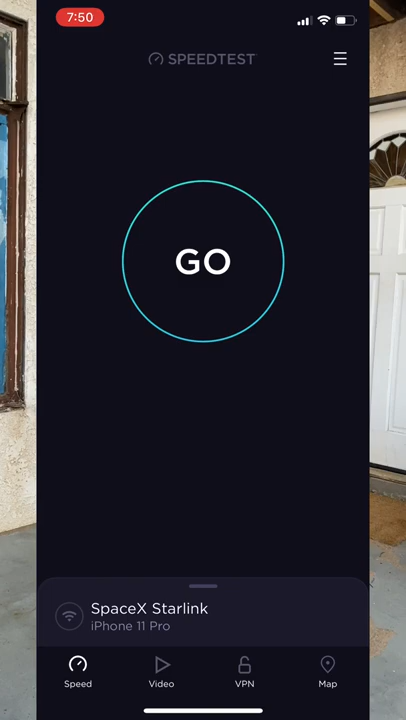 7:50
SPEEDTEST
GO
SpaceX Starlink
iPhone 11 Pro
Speed
Video
VPN
Map